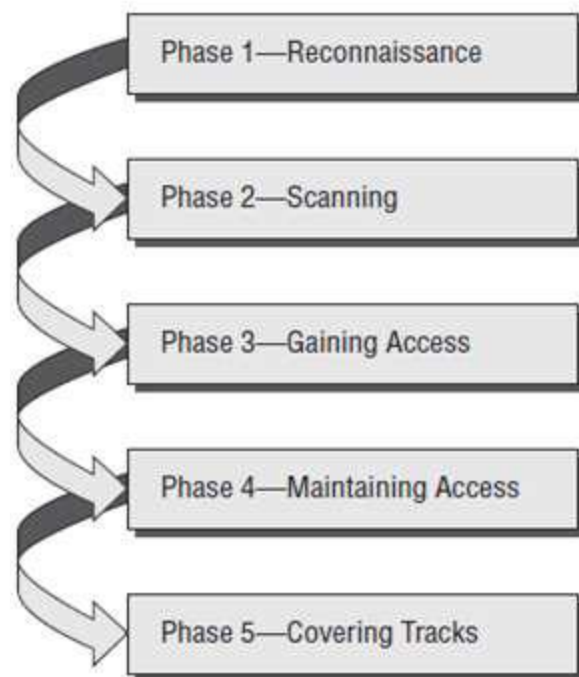 Phase 1—Reconnaissance
Phase 2—Scanning
Phase 3—Gaining Access
Phase 4—Maintaining Access
Phase 5—Covering Tracks